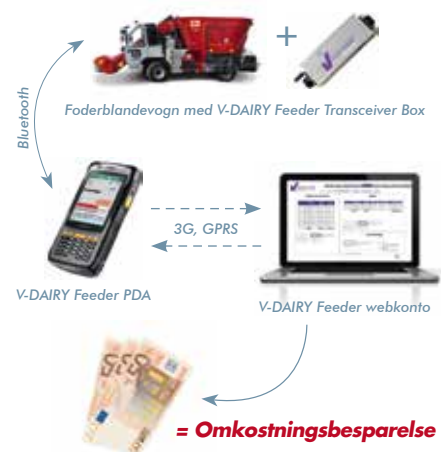 +
Foderblandevogn med V-DAIRY Feeder Transceiver Box
Bluetooth
3G, GPRS
V-DAIRY Feeder PDA
V-DAIRY Feeder webkonto
= Omkostningsbesparelse